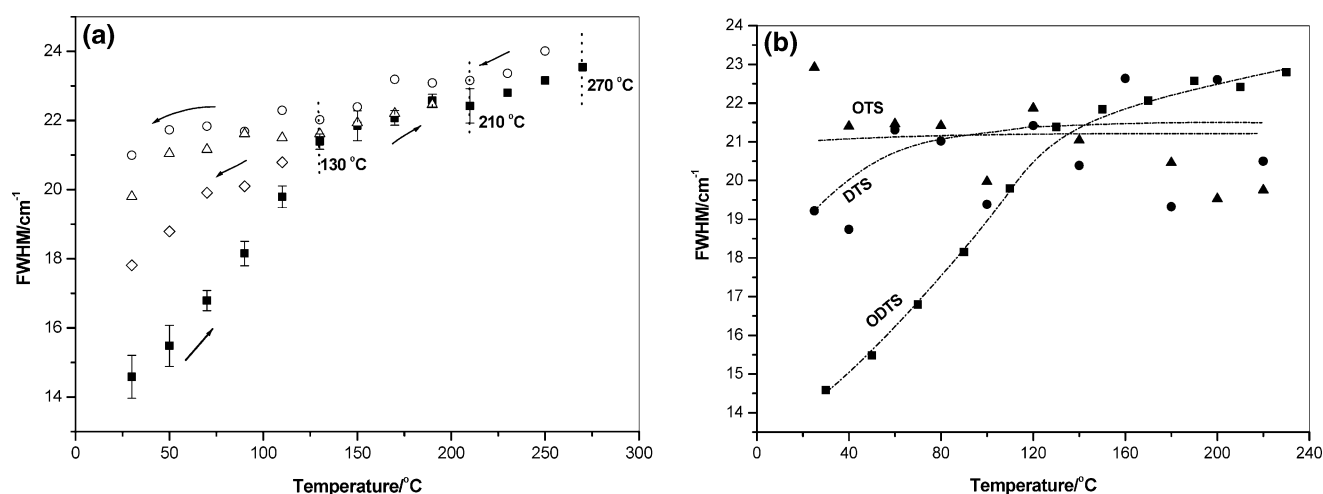 (a)
24
22
20
18
16
14
FWHM/cm-1
0
50
100
150
200
250
300
Temperature/°C
130 °C
210 °C
270 °C
(b)
24
23
22
21
20
19
18
17
16
15
14
FWHM/cm-1
0
40
80
120
160
200
240
Temperature/°C
OTS
DTS
ODTS